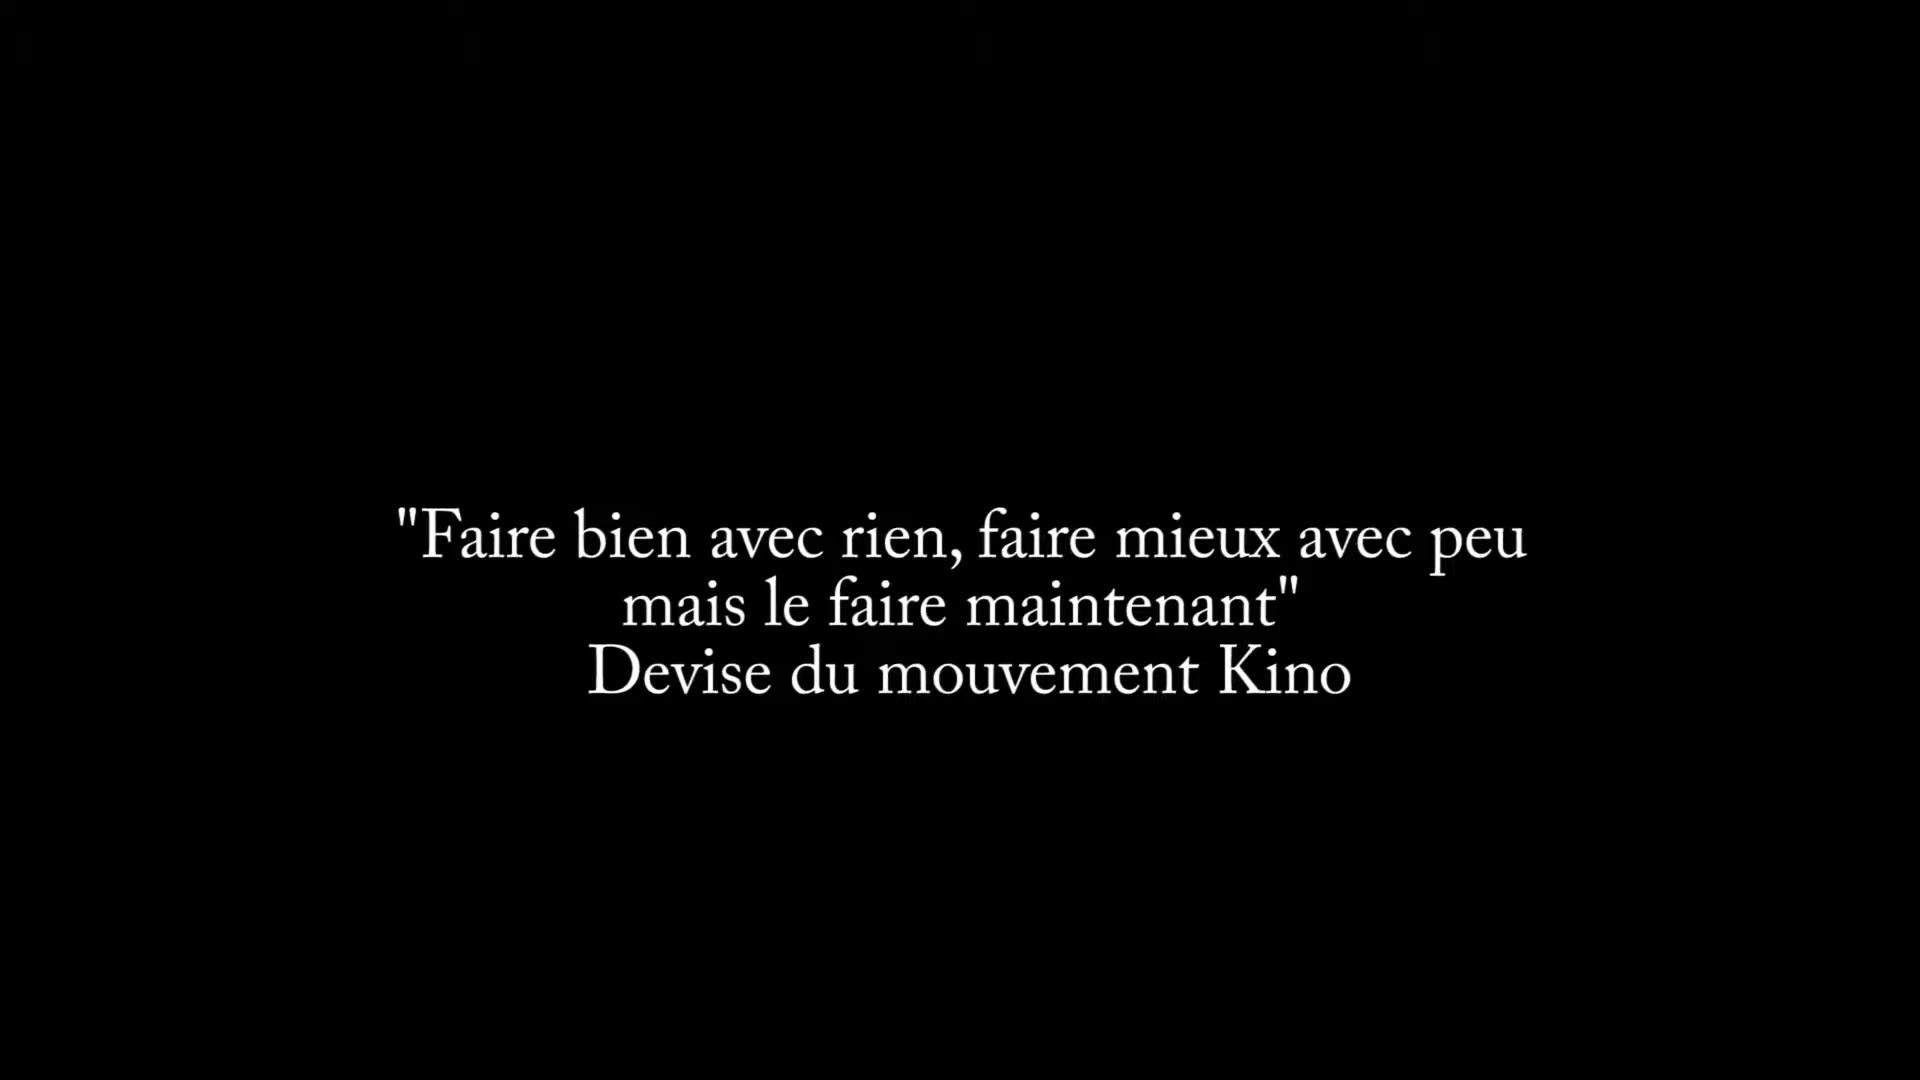 "Faire bien avec rien, faire mieux avec peu
mais le faire maintenant"
Devise du mouvement Kino